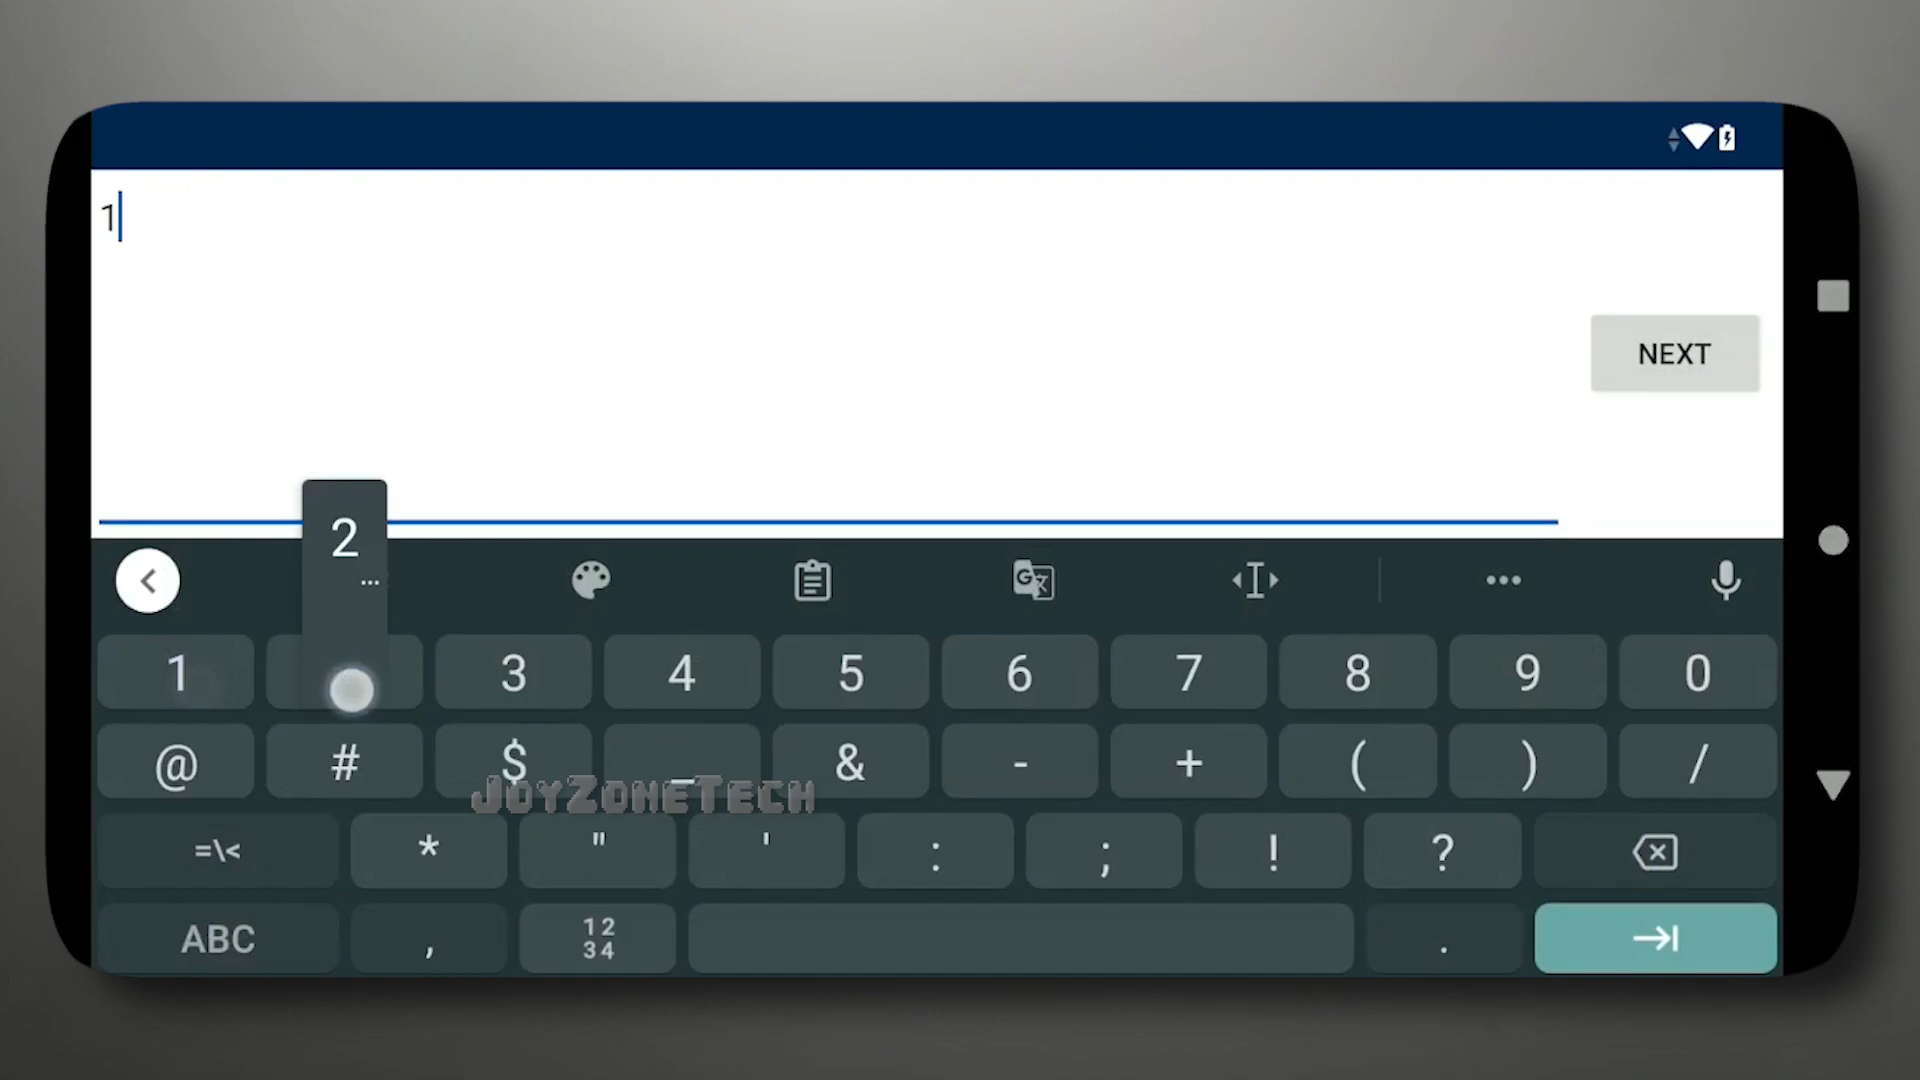 1
NEXT
2
...
1 3 4 5 6 7 8 9 0
@ # $ _ & - + ( ) /
JoyZoneTech
=\< * " ' : ; ! ?
ABC , 12 34 .